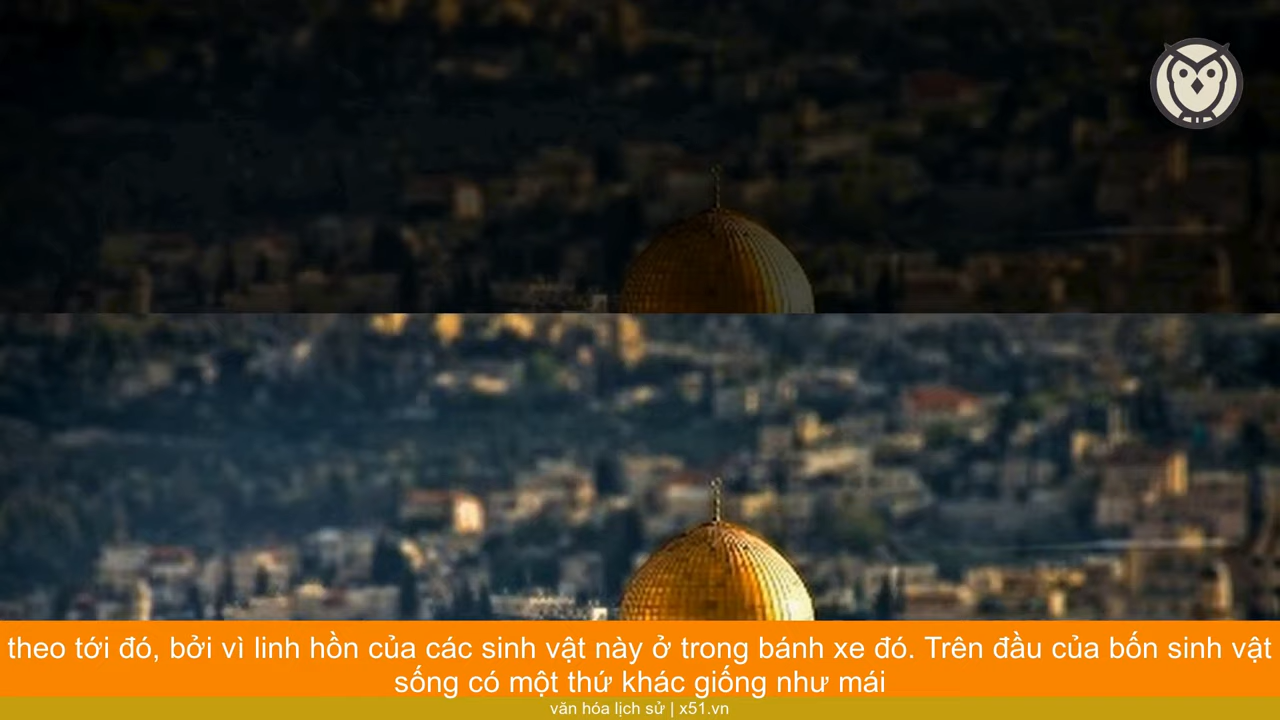 theo tới đó, bởi vì linh hồn của các sinh vật này ở trong bánh xe đó. Trên đầu của bốn sinh vật
sống có một thứ khác giống như mái
văn hóa lịch sử | x51.vn